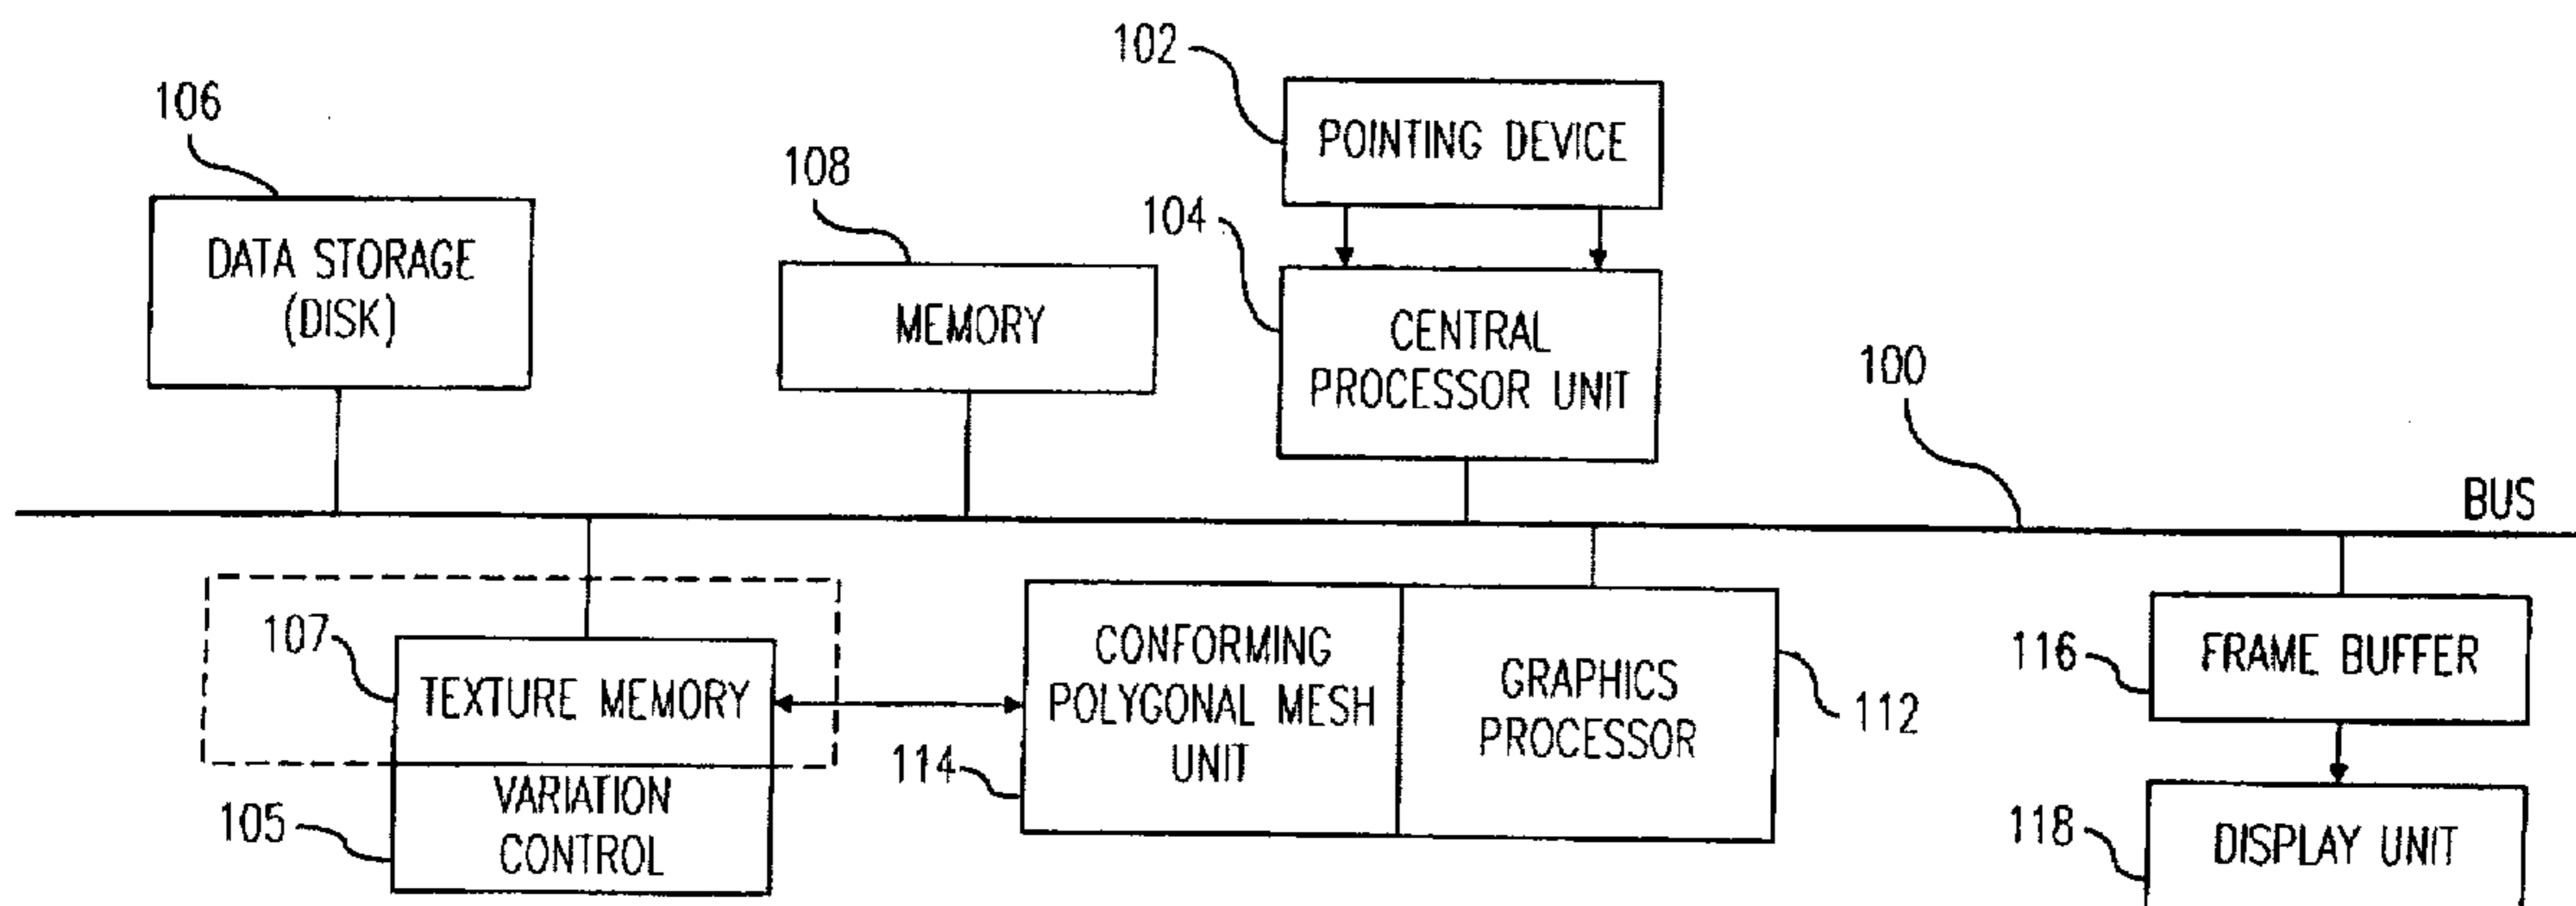 102
POINTING DEVICE
106
108
104
DATA STORAGE
(DISK)
MEMORY
CENTRAL
PROCESSOR UNIT
100
BUS
107
TEXTURE MEMORY
VARIATION
CONTROL
105
CONFORMING
POLYGONAL MESH
UNIT
114
GRAPHICS
PROCESSOR
112
116
FRAME BUFFER
118
DISPLAY UNIT